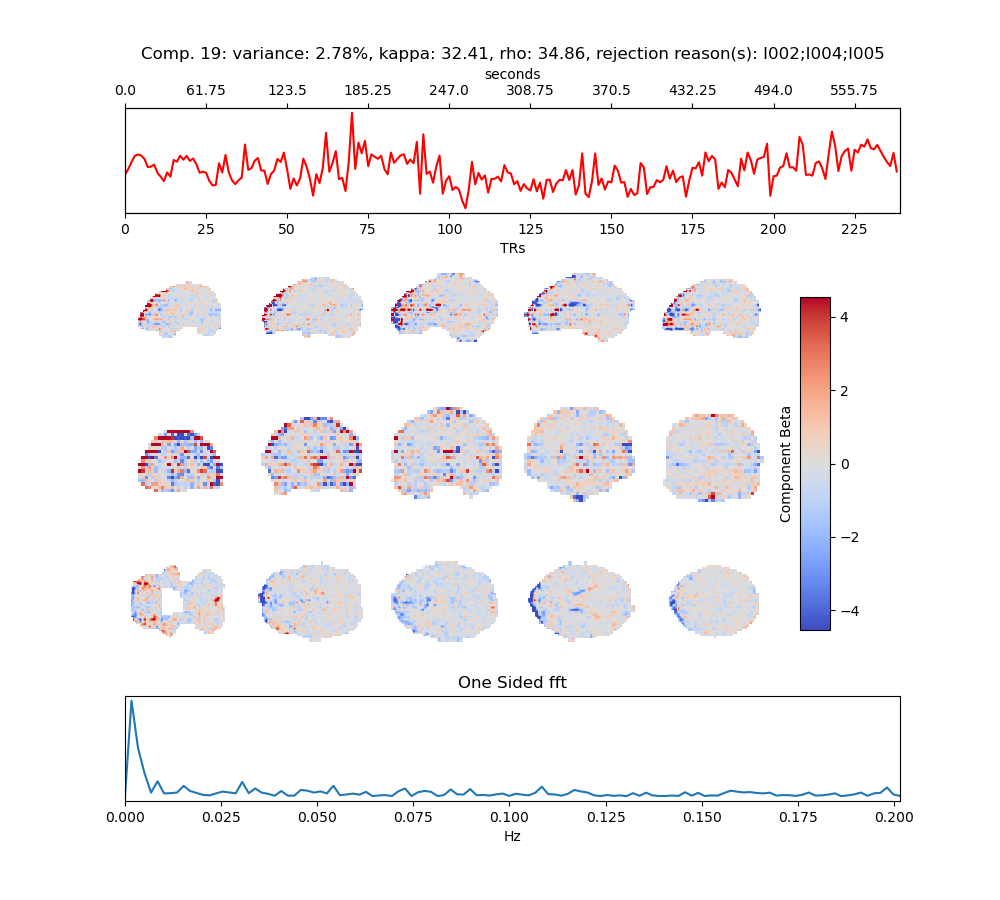 Comp. 19: variance: 2.78%, kappa: 32.41, rho: 34.86, rejection reason(s): I002;I004;I005
seconds
0.0 61.75 123.5 185.25 247.0 308.75 370.5 432.25 494.0 555.75
0 25 50 75 100 125 150 175 200 225
TRs
4
2
0
−2
−4
Component Beta
One Sided fft
0.000 0.025 0.050 0.075 0.100 0.125 0.150 0.175 0.200
Hz